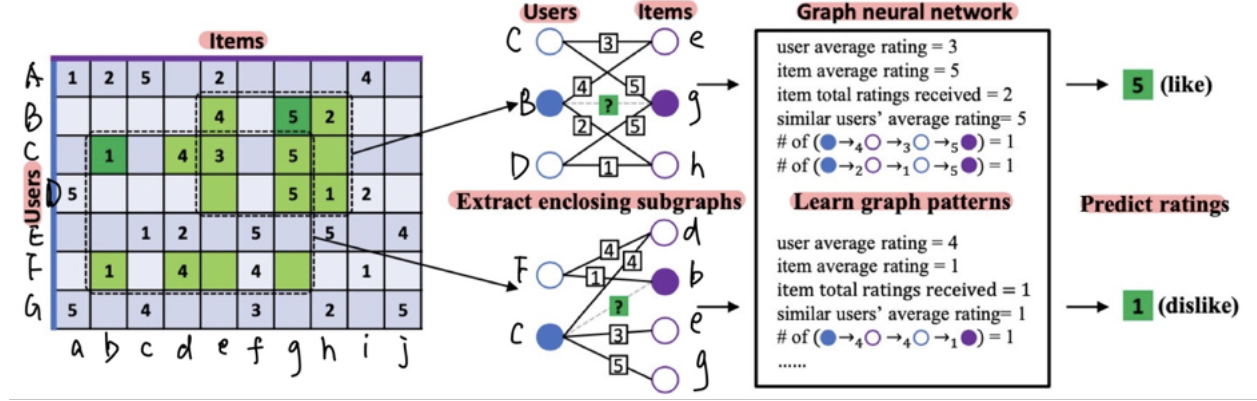 Users Items
Graph neural network
Items
A 1 2 5 2 4
B 4 5 2
C 1 4 3 5
D 5 5 1 2
E 1 2 5 5 4
F 1 4 4 1
G 5 4 3 2 5
a b c d e f g h i j
Users
C 3 e
4 5
B ? g
2 5
D 1 h
Extract enclosing subgraphs
F 4 d
4
1 b
?
C 3 e
5 g
user average rating = 3
item average rating = 5
item total ratings received = 2
similar users' average rating= 5
# of (→4 →3 →5 ) = 1
# of (→2 →1 →5 ) = 1
Learn graph patterns
user average rating = 4
item average rating = 1
item total ratings received = 1
similar users' average rating= 1
# of (→4 →4 →1 ) = 1
......
5 (like)
Predict ratings
1 (dislike)